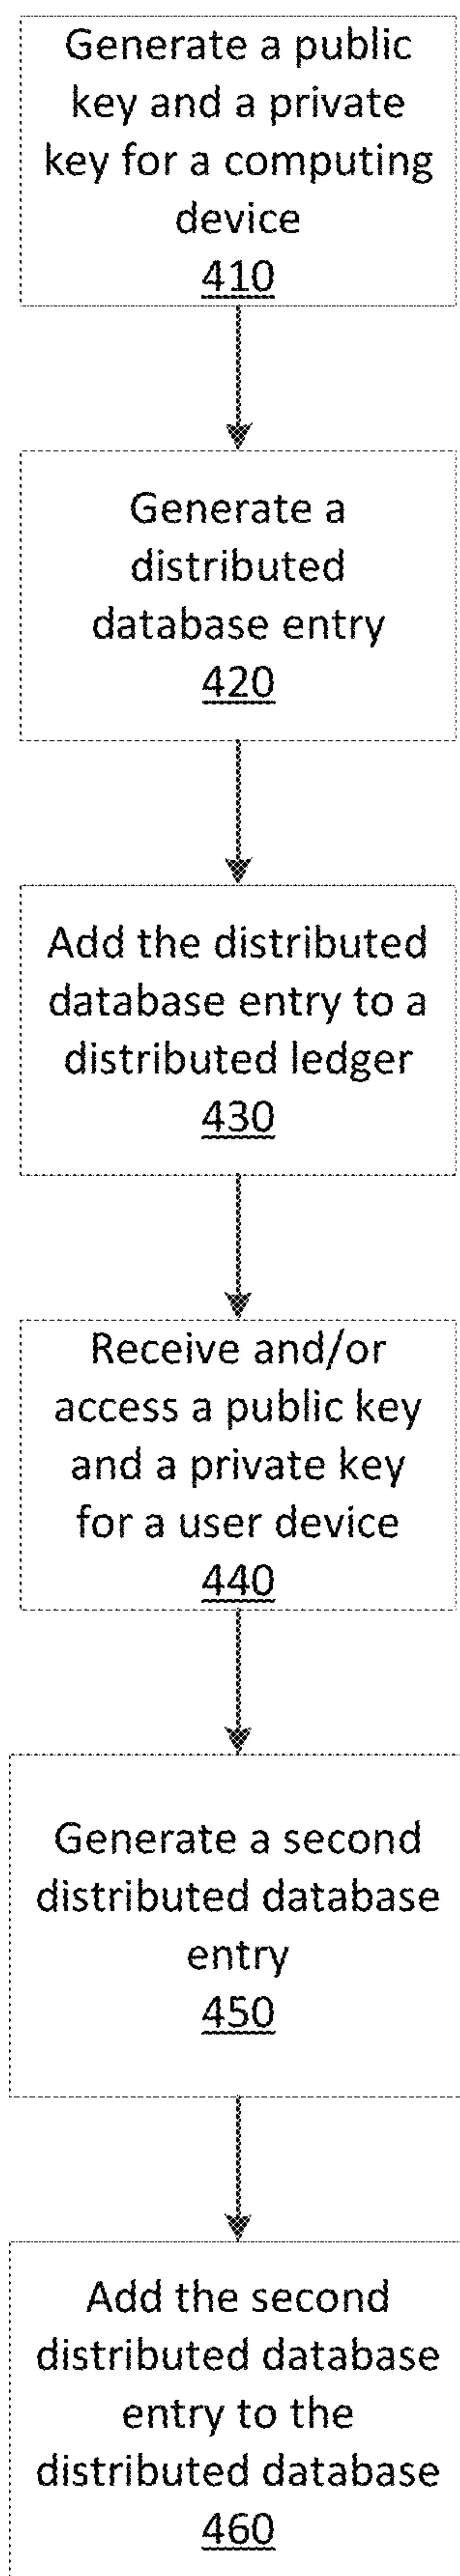 Generate a public
key and a private
key for a computing
device
410
Generate a
distributed
database entry
420
Add the distributed
database entry to a
distributed ledger
430
Receive and/or
access a public key
and a private key
for a user device
440
Generate a second
distributed database
entry
450
Add the second
distributed database
entry to the
distributed database
460